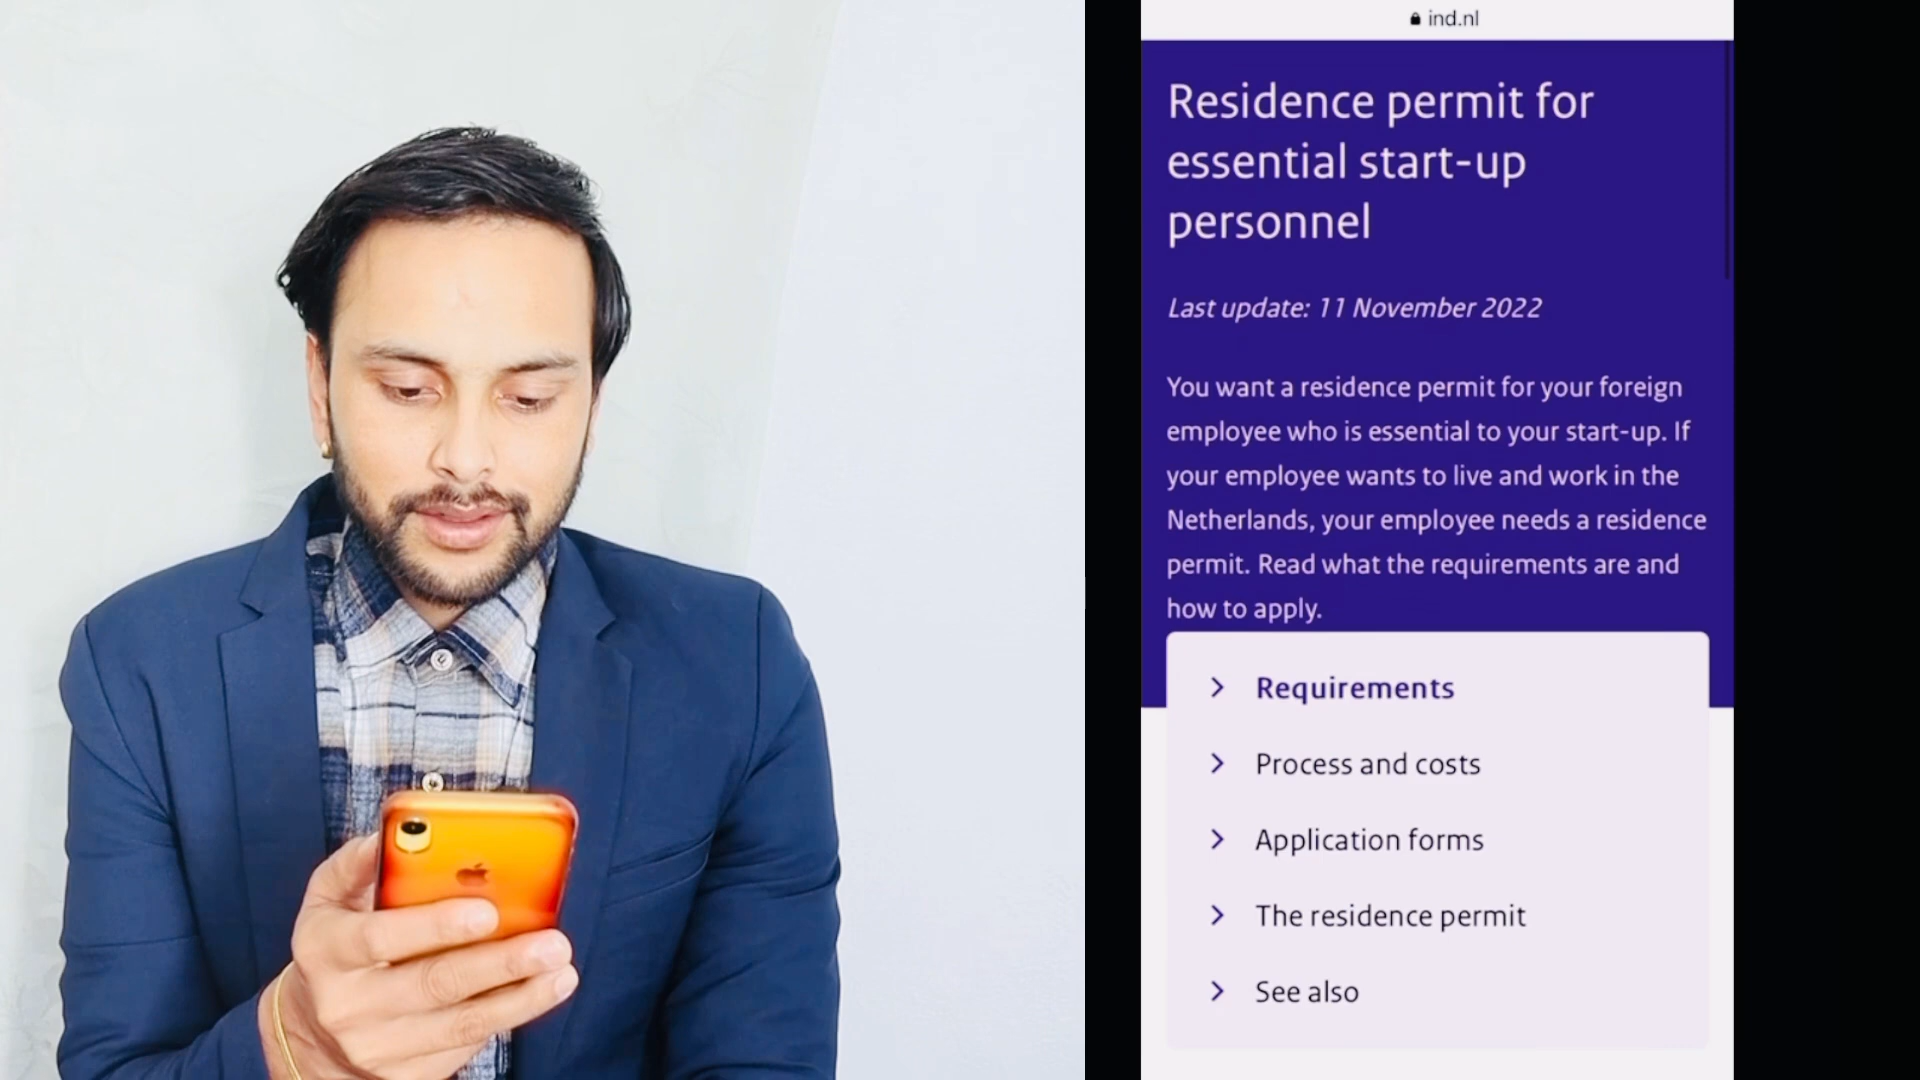 ind.nl
Residence permit for
essential start-up
personnel
Last update: 11 November 2022
You want a residence permit for your foreign
employee who is essential to your start-up. If
your employee wants to live and work in the
Netherlands, your employee needs a residence
permit. Read what the requirements are and
how to apply.
Requirements
Process and costs
Application forms
The residence permit
See also